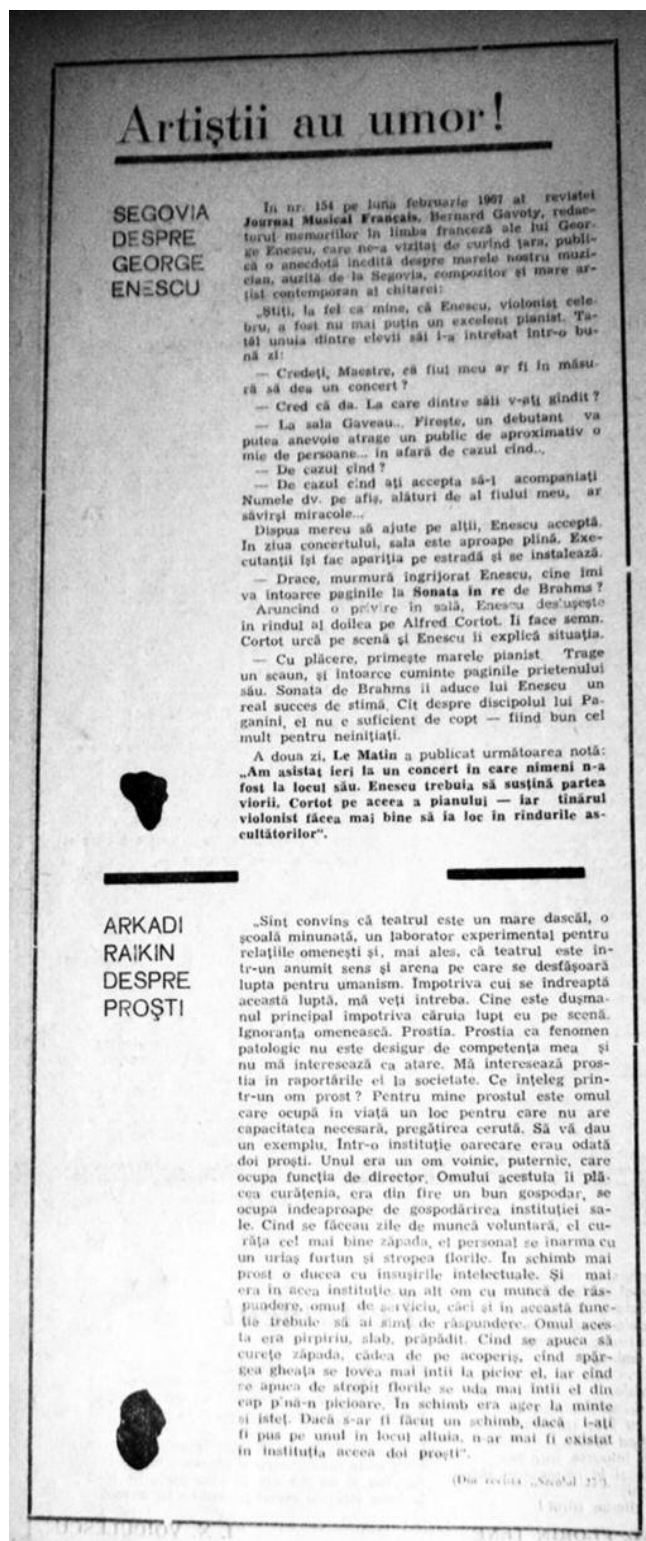 Artiştii au umor!
SEGOVIA
DESPRE
GEORGE
ENESCU
In nr. 154 pe luna februarie 1967 al revistei
Journal Musical Français, Bernard Gavoty, redac-
torul memoriilor în limba franceză ale lui Geor-
ge Enescu, care ne-a vizitat de curînd ţara, publi-
că o anecdotă inedită despre marele nostru muzi-
cian, auzită de la Segovia, compozitor şi mare ar-
tist contemporan al chitarei:
„Ştiţi, la fel ca mine, că Enescu, violonist cele-
bru, a fost nu mai puţin un excelent pianist. Ta-
tăl unuia dintre elevii săi l-a întrebat într-o bu-
nă zi:
— Credeţi, Maestre, că fiul meu ar fi în măsu-
ră să dea un concert?
— Cred că da. La care dintre săli v-aţi gîndit?
— La sala Gaveau... Fireşte, un debutant va
putea anevoie atrage un public de aproximativ o
mie de persoane... în afară de cazul cînd...
— De cazul cînd?
— De cazul cînd aţi accepta să-l acompaniaţi
Numele dv. pe afiş, alături de al fiului meu, ar
săvîrşi miracole...
Dispus mereu să ajute pe alţii, Enescu acceptă.
In ziua concertului, sala este aproape plină. Exe-
cutanţii îşi fac apariţia pe estradă şi se instalează.
— Drace, murmură îngrijorat Enescu, cine îmi
va întoarce paginile la Sonata în re de Brahms?
Aruncînd o privire în sală, Enescu desluşeşte
în rîndul al doilea pe Alfred Cortot. Ii face semn.
Cortot urcă pe scenă şi Enescu îi explică situaţia.
— Cu plăcere, primeşte marele pianist Trage
un scaun, şi întoarce cuminte paginile prietenului
său. Sonata de Brahms îi aduce lui Enescu un
real succes de stimă. Cît despre discipolul lui Pa-
ganini, el nu e suficient de copt — fiind bun cel
mult pentru neiniţiaţi.
A doua zi, Le Matin a publicat următoarea notă:
„Am asistat ieri la un concert în care nimeni n-a
fost la locul său. Enescu trebuia să susţină partea
viorii, Cortot pe aceea a pianului — iar tînărul
violonist făcea mai bine să ia loc în rîndurile as-
cultătorilor“.
ARKADI
RAIKIN
DESPRE
PROŞTI
„Sînt convins că teatrul este un mare dascăl, o
şcoală minunată, un laborator experimental pentru
relaţiile omeneşti şi, mai ales, că teatrul este în-
tr-un anumit sens şi arena pe care se desfăşoară
lupta pentru umanism. Impotriva cui se îndreaptă
această luptă, mă veţi întreba. Cine este duşma-
nul principal împotriva căruia lupt eu pe scenă.
Ignoranţa omenească. Prostia. Prostia ca fenomen
patologic nu este desigur de competenţa mea şi
nu mă interesează ca atare. Mă interesează pros-
tia în raportările ei la societate. Ce înţeleg prin-
tr-un om prost? Pentru mine prostul este omul
care ocupă în viaţă un loc pentru care nu are
capacitatea necesară, pregătirea cerută. Să vă dau
un exemplu. Intr-o instituţie oarecare erau odată
doi proşti. Unul era un om voinic, puternic, care
ocupa funcţia de director. Omului acestuia îi plă-
cea curăţenia, era din fire un bun gospodar, se
ocupa îndeaproape de gospodărirea instituţiei sa-
le. Cînd se făceau zile de muncă voluntară, el cu-
răţa cel mai bine zăpada, el personal se înarma cu
un uriaş furtun şi stropea florile. In schimb mai
prost o ducea cu însuşirile intelectuale. Şi mai
era în acea instituţie un alt om cu muncă de răs-
pundere, omul de serviciu, căci şi în această func-
ţie trebuie să ai simţ de răspundere. Omul aces
ta era pirpiriu, slab, prăpădit. Cînd se apuca să
cureţe zăpada, cădea de pe acoperiş, cînd spăr-
gea gheaţa se lovea mai întîi la picior el, iar cînd
se apuca de stropit florile se uda mai întîi el din
cap pînă-n picioare. In schimb era ager la minte
şi isteţ. Dacă s-ar fi făcut un schimb, dacă i-aţi
fi pus pe unul în locul altuia, n-ar mai fi existat
în instituţia aceea doi proşti“.
(Din revista „Secolul